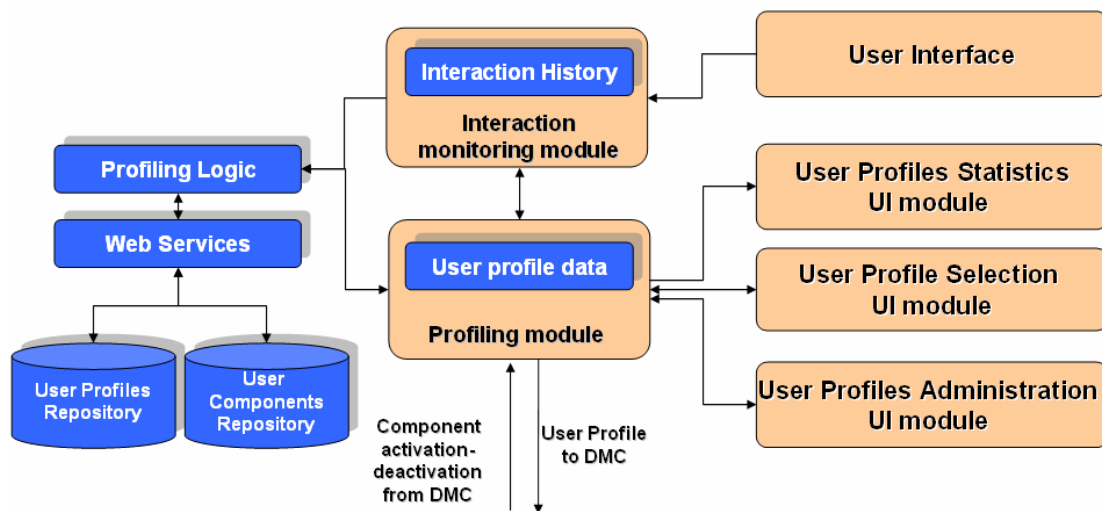 Interaction History
Interaction
monitoring module
User Interface
Profiling Logic
Web Services
User Profiles
Repository
User
Components
Repository
User profile data
Profiling module
User Profiles Statistics
UI module
User Profile Selection
UI module
User Profiles Administration
UI module
Component
activation-
deactivation
from DMC
User Profile
to DMC